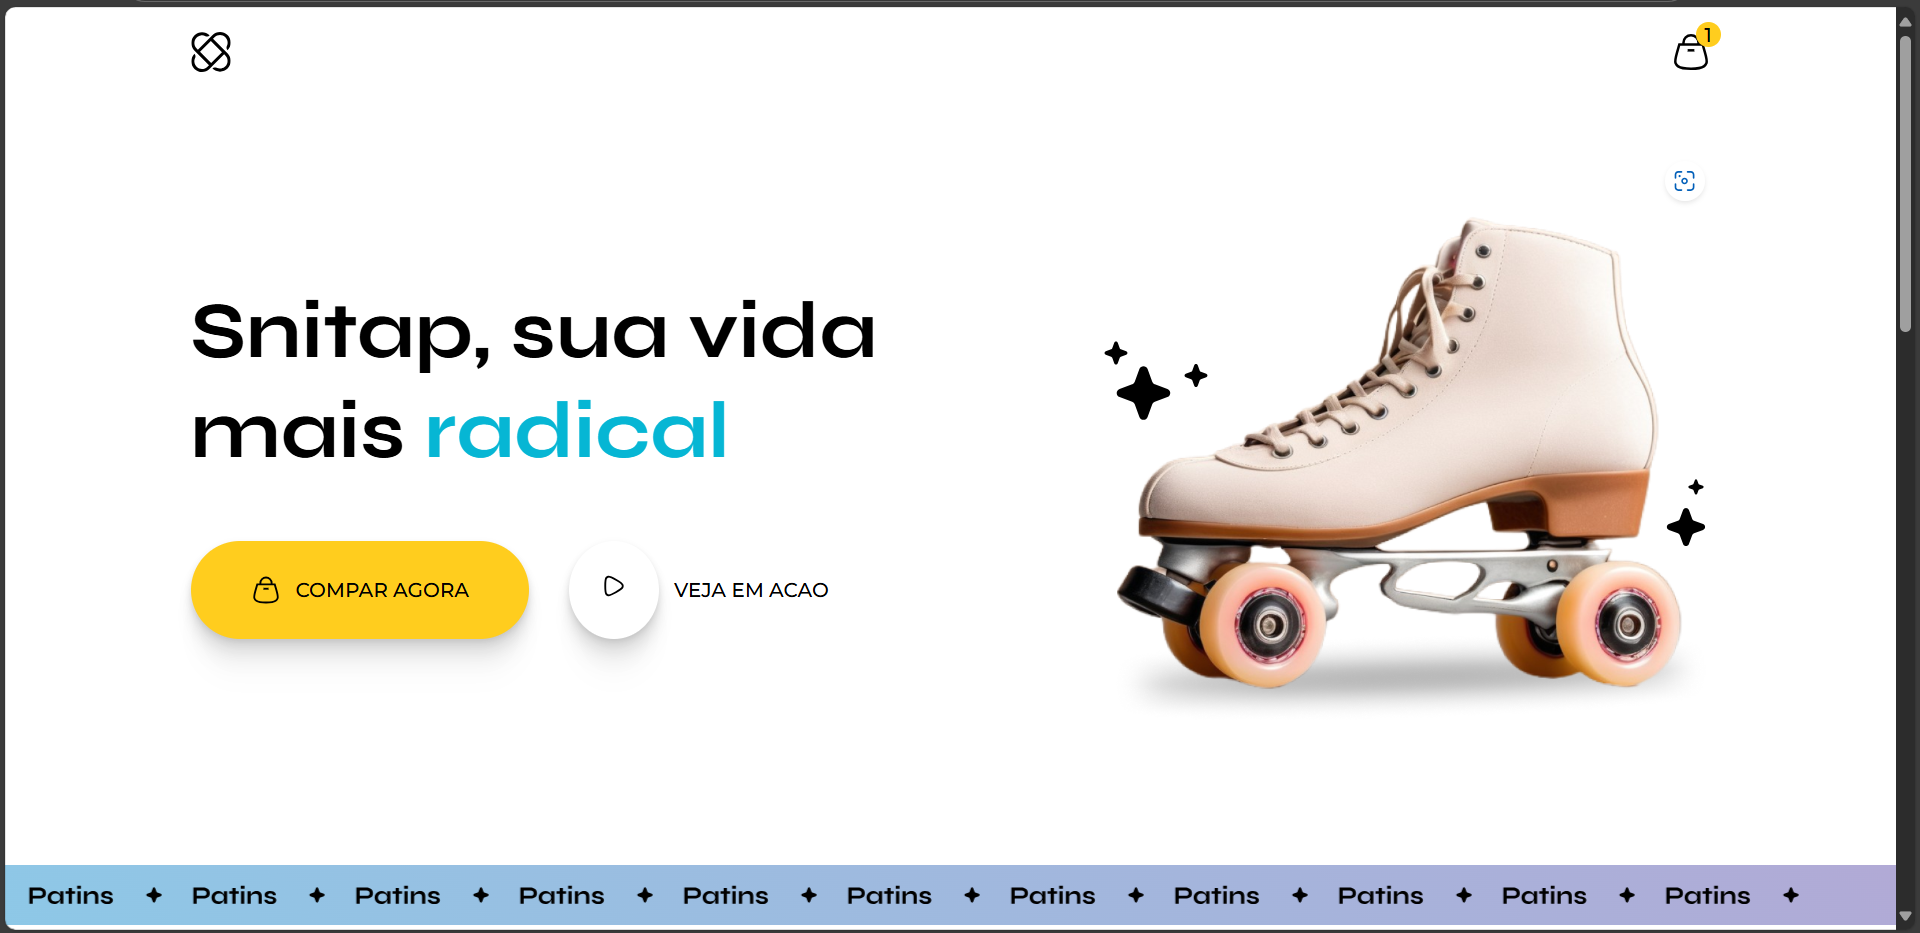 1
Snitap, sua vida
mais radical
COMPAR AGORA
VEJA EM ACAO
Patins Patins Patins Patins Patins Patins Patins Patins Patins Patins Patins